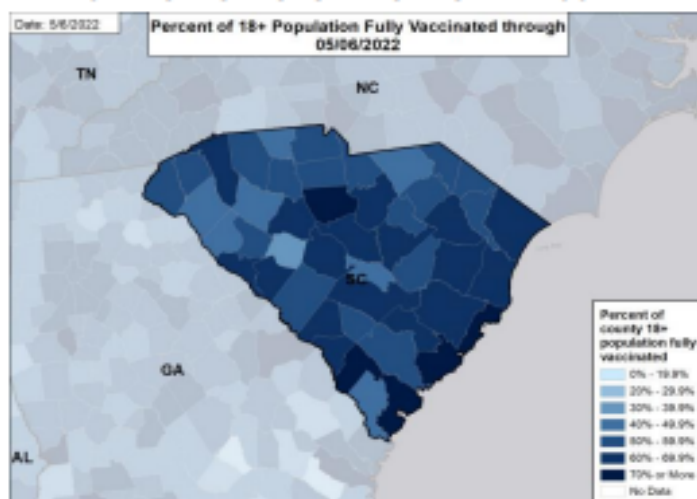 Date: 5/6/2022
Percent of 18+ Population Fully Vaccinated through
05/06/2022
TN
NC
SC
GA
AL
Percent of
county 18+
population fully
vaccinated
0% - 19.9%
20% - 29.9%
30% - 39.9%
40% - 49.9%
50% - 59.9%
60% - 69.9%
70% or More
No Data